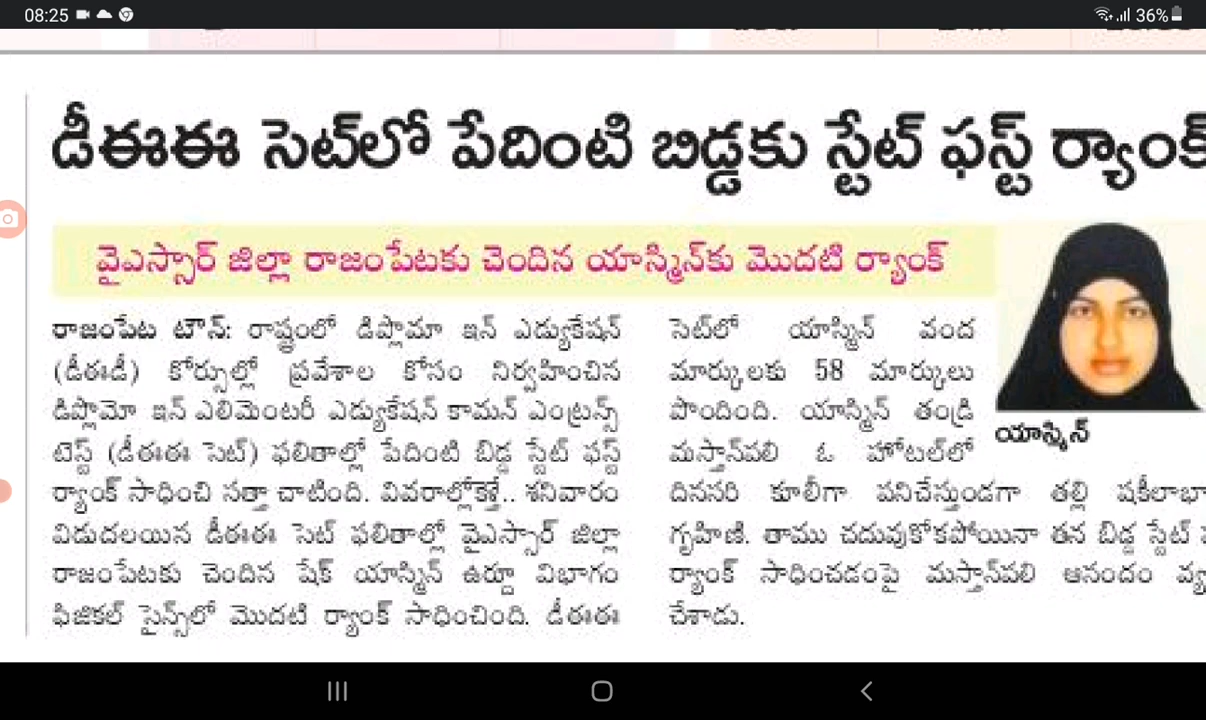 08:25
36%
డీఈఈ సెట్‌లో పేదింటి బిడ్డకు స్టేట్ ఫస్ట్ ర్యాంక్
వైఎస్సార్ జిల్లా రాజంపేటకు చెందిన యాస్మిన్‌కు మొదటి ర్యాంక్
రాజంపేట టౌన్: రాష్ట్రంలో డిప్లొమా ఇన్ ఎడ్యుకేషన్
(డీఈడీ) కోర్సుల్లో ప్రవేశాల కోసం నిర్వహించిన
డిప్లొమో ఇన్ ఎలిమెంటరీ ఎడ్యుకేషన్ కామన్ ఎంట్రన్స్
టెస్ట్ (డీఈఈ సెట్) ఫలితాల్లో పేదింటి బిడ్డ స్టేట్ ఫస్ట్
ర్యాంక్ సాధించి సత్తా చాటింది. వివరాల్లోకెళ్తే.. శనివారం
విడుదలయిన డీఈఈ సెట్ ఫలితాల్లో వైఎస్సార్ జిల్లా
రాజంపేటకు చెందిన షేక్ యాస్మిన్ ఉర్దూ విభాగం
ఫిజికల్ సైన్స్‌లో మొదటి ర్యాంక్ సాధించింది. డీఈఈ
సెట్‌లో యాస్మిన్ వంద
మార్కులకు 58 మార్కులు
పొందింది. యాస్మిన్ తండ్రి
మస్తాన్‌వలి ఓ హోటల్‌లో
దినసరి కూలీగా పనిచేస్తుండగా తల్లి షకీలాభా
గృహిణి. తాము చదువుకోకపోయినా తన బిడ్డ స్టేట్
ర్యాంక్ సాధించడంపై మస్తాన్‌వలి ఆనందం వ్య
చేశాడు.
యాస్మిన్